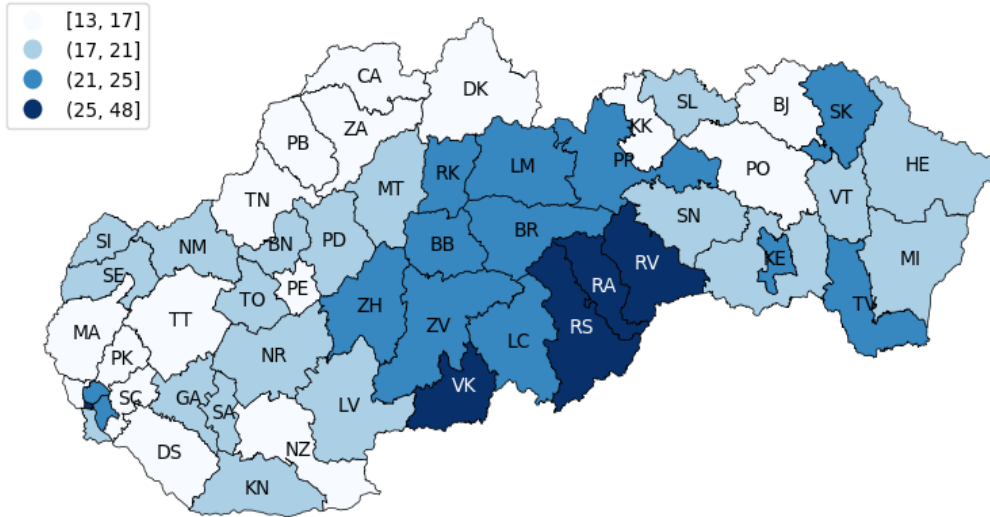 [13, 17]
(17, 21]
(21, 25]
(25, 48]
CA
DK
ZA
PB
KK
SL
BJ
SK
PP
PO
HE
RK
LM
MT
TN
VT
SN
SI
NM
BN
PD
BB
BR
KE
MI
SE
RV
RA
PE
TO
ZH
TV
MA
TT
ZV
RS
LC
PK
NR
VK
SC
GA
SA
LV
DS
NZ
KN